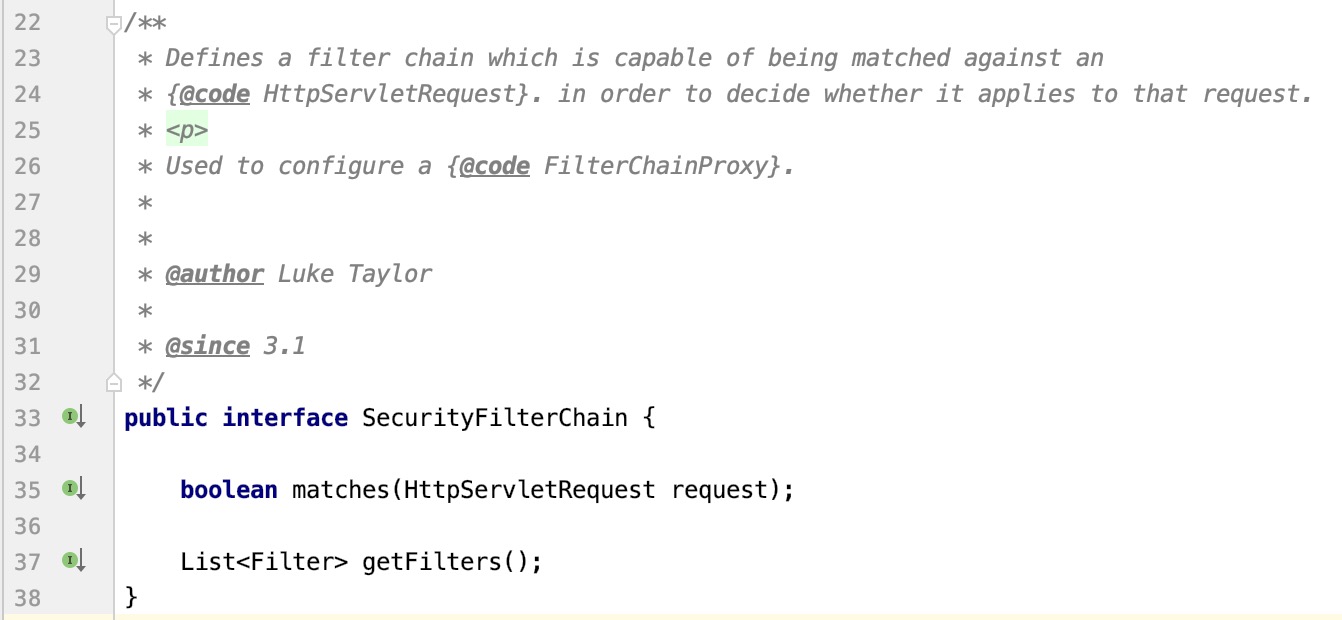 22 /**
23  * Defines a filter chain which is capable of being matched against an
24  * {@code HttpServletRequest}. in order to decide whether it applies to that request.
25  * <p>
26  * Used to configure a {@code FilterChainProxy}.
27  *
28  *
29  * @author Luke Taylor
30  *
31  * @since 3.1
32  */
33 public interface SecurityFilterChain {
34
35     boolean matches(HttpServletRequest request);
36
37     List<Filter> getFilters();
38 }